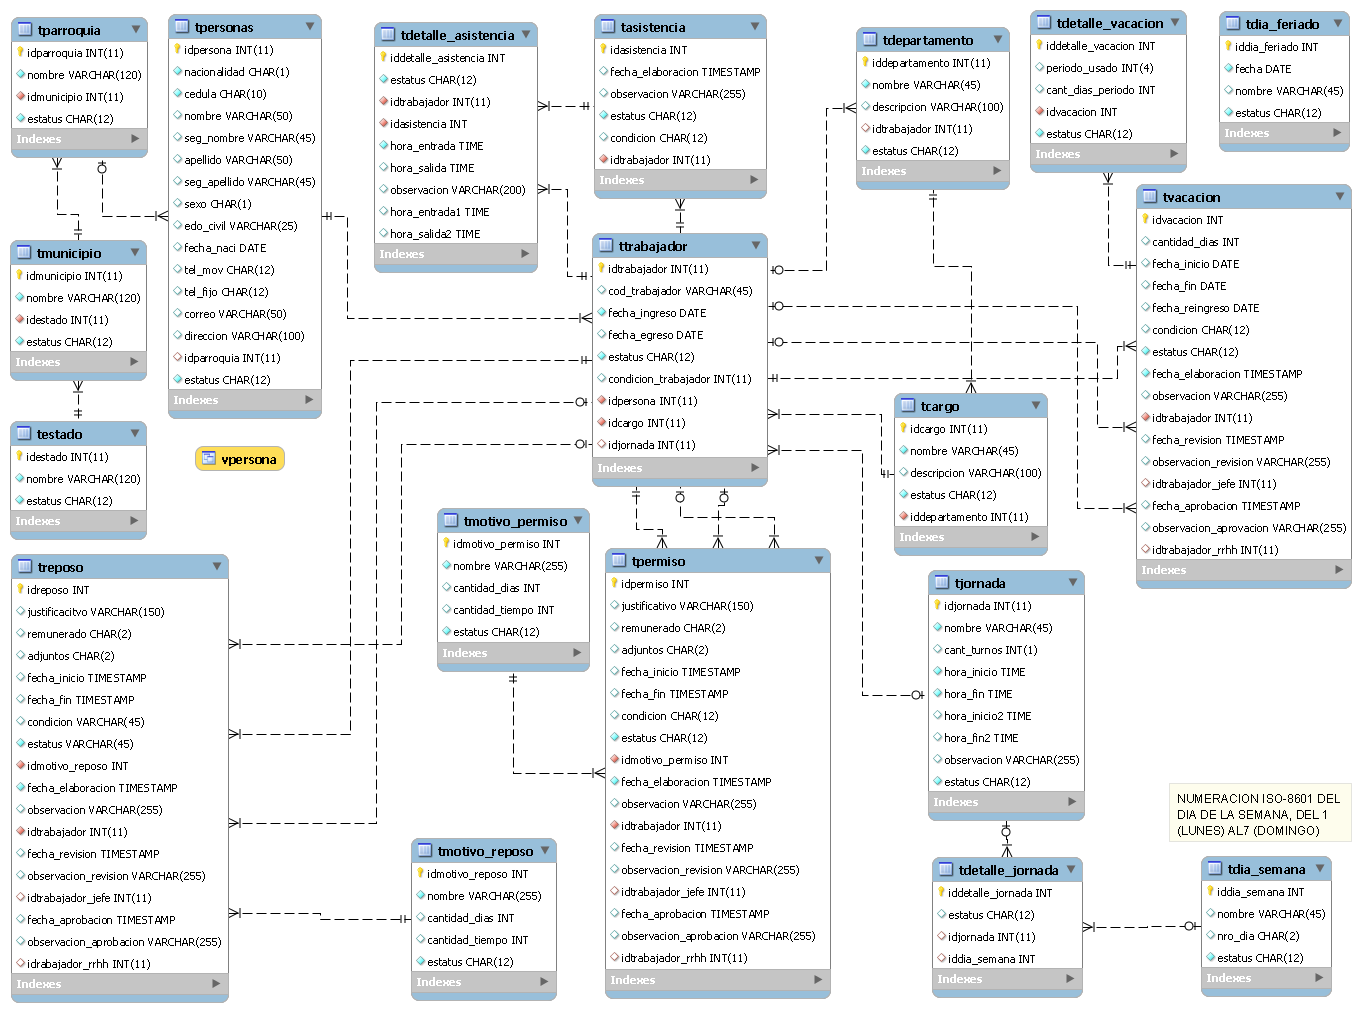 tparroquia
idparroquia INT(11)
nombre VARCHAR(120)
idmunicipio INT(11)
estatus CHAR(12)
Indexes
tpersonas
idpersona INT(11)
nacionalidad CHAR(1)
cedula CHAR(10)
nombre VARCHAR(50)
seg_nombre VARCHAR(45)
apellido VARCHAR(50)
seg_apellido VARCHAR(45)
sexo CHAR(1)
edo_civil VARCHAR(25)
fecha_naci DATE
tel_mov CHAR(12)
tel_fijo CHAR(12)
correo VARCHAR(50)
direccion VARCHAR(100)
idparroquia INT(11)
estatus CHAR(12)
Indexes
tdetalle_asistencia
iddetalle_asistencia INT
estatus CHAR(12)
idtrabajador INT(11)
idasistencia INT
hora_entrada TIME
hora_salida TIME
observacion VARCHAR(200)
hora_entrada1 TIME
hora_salida2 TIME
Indexes
tasistencia
idasistencia INT
fecha_elaboracion TIMESTAMP
observacion VARCHAR(255)
estatus CHAR(12)
condicion CHAR(12)
idtrabajador INT(11)
Indexes
tdepartamento
iddepartamento INT(11)
nombre VARCHAR(45)
descripcion VARCHAR(100)
idtrabajador INT(11)
estatus CHAR(12)
Indexes
tdetalle_vacacion
iddetalle_vacacion INT
periodo_usado INT(4)
cant_dias_periodo INT
idvacacion INT
estatus CHAR(12)
Indexes
tdia_feriado
iddia_feriado INT
fecha DATE
nombre VARCHAR(45)
estatus CHAR(12)
Indexes
tmunicipio
idmunicipio INT(11)
nombre VARCHAR(120)
idestado INT(11)
estatus CHAR(12)
Indexes
ttrabajador
idtrabajador INT(11)
cod_trabajador VARCHAR(45)
fecha_ingreso DATE
fecha_egreso DATE
estatus CHAR(12)
condicion_trabajador INT(11)
idpersona INT(11)
idcargo INT(11)
idjornada INT(11)
Indexes
tvacacion
idvacacion INT
cantidad_dias INT
fecha_inicio DATE
fecha_fin DATE
fecha_reingreso DATE
condicion CHAR(12)
estatus CHAR(12)
fecha_elaboracion TIMESTAMP
observacion VARCHAR(255)
idtrabajador INT(11)
fecha_revision TIMESTAMP
observacion_revision VARCHAR(255)
idtrabajador_jefe INT(11)
fecha_aprobacion TIMESTAMP
observacion_aprovacion VARCHAR(255)
idtrabajador_rrhh INT(11)
Indexes
testado
idestado INT(11)
nombre VARCHAR(120)
estatus CHAR(12)
Indexes
vpersona
tcargo
idcargo INT(11)
nombre VARCHAR(45)
descripcion VARCHAR(100)
estatus CHAR(12)
iddepartamento INT(11)
Indexes
treposo
idreposo INT
justificacitvo VARCHAR(150)
remunerado CHAR(2)
adjuntos CHAR(2)
fecha_inicio TIMESTAMP
fecha_fin TIMESTAMP
condicion VARCHAR(45)
estatus VARCHAR(45)
idmotivo_reposo INT
fecha_elaboracion TIMESTAMP
observacion VARCHAR(255)
idtrabajador INT(11)
fecha_revision TIMESTAMP
observacion_revision VARCHAR(255)
idtrabajador_jefe INT(11)
fecha_aprobacion TIMESTAMP
observacion_aprobacion VARCHAR(255)
idrabajador_rrhh INT(11)
Indexes
tmotivo_permiso
idmotivo_permiso INT
nombre VARCHAR(255)
cantidad_dias INT
cantidad_tiempo INT
estatus CHAR(12)
Indexes
tpermiso
idpermiso INT
justificativo VARCHAR(150)
remunerado CHAR(2)
adjuntos CHAR(2)
fecha_inicio TIMESTAMP
fecha_fin TIMESTAMP
condicion CHAR(12)
estatus CHAR(12)
idmotivo_permiso INT
fecha_elaboracion TIMESTAMP
observacion VARCHAR(255)
idtrabajador INT(11)
fecha_revision TIMESTAMP
observacion_revision VARCHAR(255)
idtrabajador_jefe INT(11)
fecha_aprobacion TIMESTAMP
observacion_aprobacion VARCHAR(255)
idtrabajador_rrhh INT(11)
Indexes
tjornada
idjornada INT(11)
nombre VARCHAR(45)
cant_turnos INT(1)
hora_inicio TIME
hora_fin TIME
hora_inicio2 TIME
hora_fin2 TIME
observacion VARCHAR(255)
estatus CHAR(12)
Indexes
NUMERACION ISO-8601 DEL
DIA DE LA SEMANA, DEL 1
(LUNES) AL7 (DOMINGO)
tmotivo_reposo
idmotivo_reposo INT
nombre VARCHAR(255)
cantidad_dias INT
cantidad_tiempo INT
estatus CHAR(12)
Indexes
tdetalle_jornada
iddetalle_jornada INT
estatus CHAR(12)
idjornada INT(11)
iddia_semana INT
Indexes
tdia_semana
iddia_semana INT
nombre VARCHAR(45)
nro_dia CHAR(2)
estatus CHAR(12)
Indexes